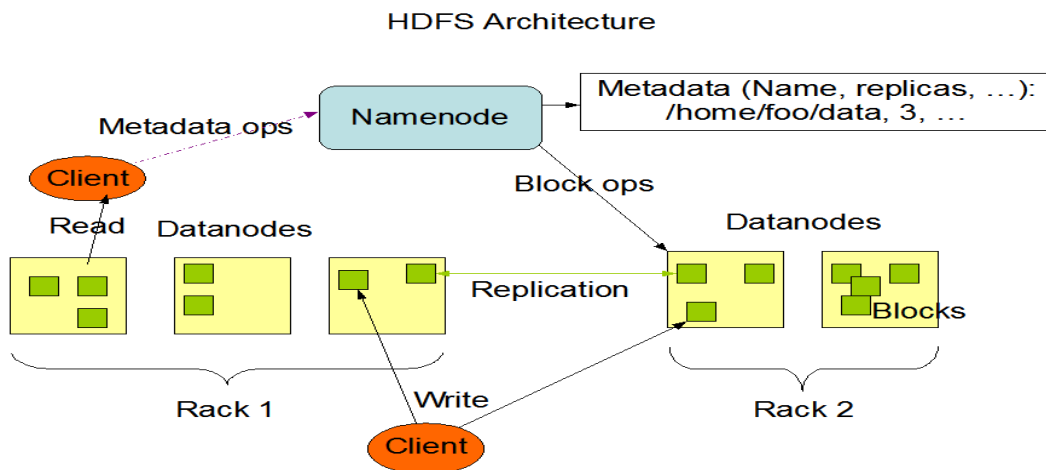 HDFS Architecture
Metadata (Name, replicas, …):
/home/foo/data, 3, …
Namenode
Metadata ops
Client
Block ops
Read
Datanodes
Datanodes
Replication
Blocks
Rack 1
Write
Rack 2
Client